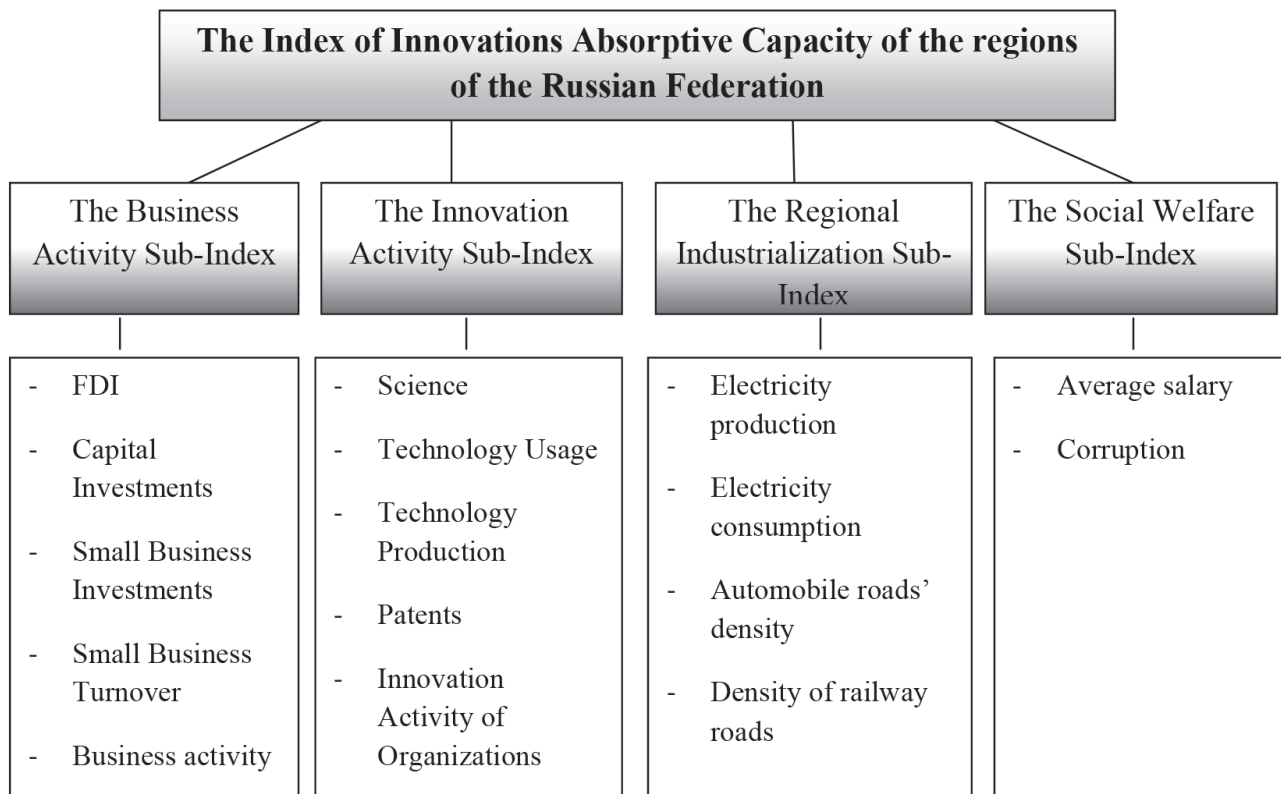 The Index of Innovations Absorptive Capacity of the regions
of the Russian Federation
The Business
Activity Sub-Index
The Innovation
Activity Sub-Index
The Regional
Industrialization Sub-
Index
The Social Welfare
Sub-Index
- FDI
- Capital
Investments
- Small Business
Investments
- Small Business
Turnover
- Business activity
- Science
- Technology Usage
- Technology
Production
- Patents
- Innovation
Activity of
Organizations
- Electricity
production
- Electricity
consumption
- Automobile roads’
density
- Density of railway
roads
- Average salary
- Corruption